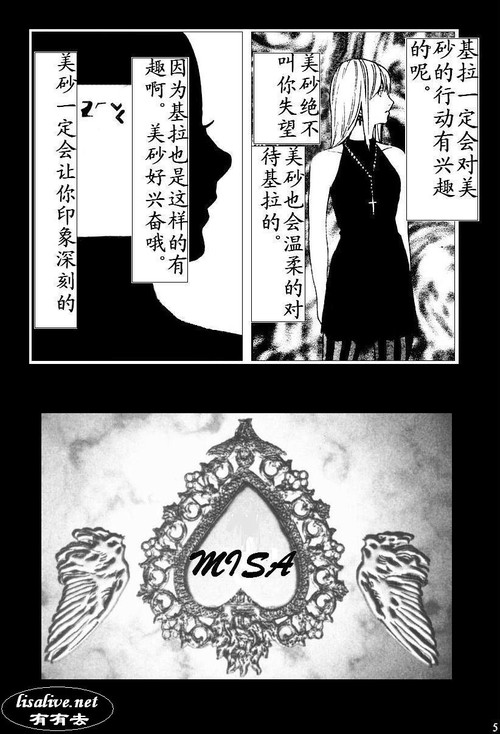 基拉一定会对美
砂的行动有兴趣
的呢。
美砂绝不
叫你失望
美砂也会温柔的对
待基拉的。
因为基拉也是这样的有
趣啊。 美砂好兴奋哦。
美砂一定会让你印象深刻的
MISA
lisalive.net
有有去
5